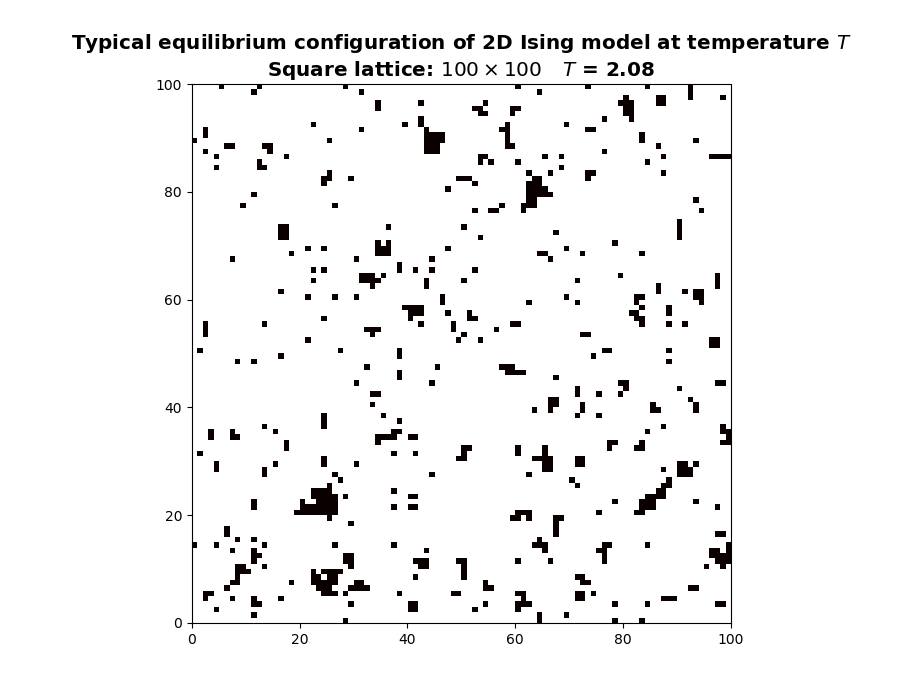 Typical equilibrium configuration of 2D Ising model at temperature T
Square lattice: 100 × 100 T = 2.08
100
80
60
40
20
0
0 20 40 60 80 100